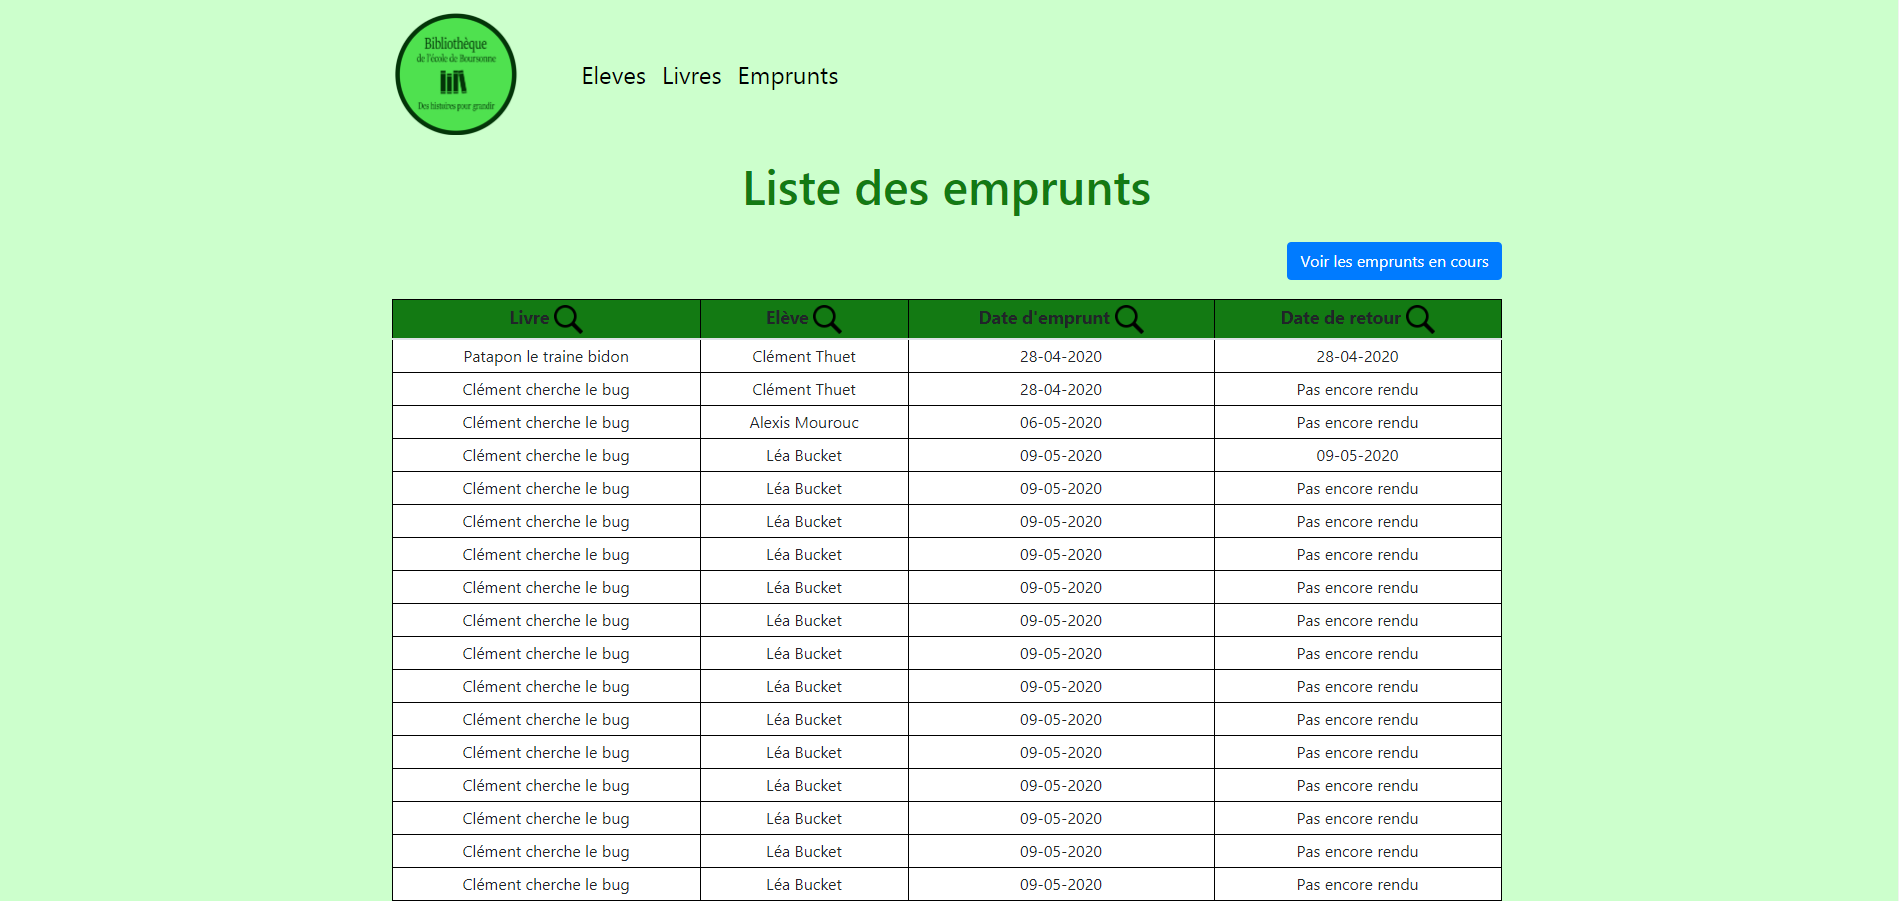 Bibliothèque
de l'école de Boursonne
Des histoires pour grandir
Eleves Livres Emprunts
Liste des emprunts
Voir les emprunts en cours
Livre Elève Date d'emprunt Date de retour
Patapon le traine bidon Clément Thuet 28-04-2020 28-04-2020
Clément cherche le bug Clément Thuet 28-04-2020 Pas encore rendu
Clément cherche le bug Alexis Mourouc 06-05-2020 Pas encore rendu
Clément cherche le bug Léa Bucket 09-05-2020 09-05-2020
Clément cherche le bug Léa Bucket 09-05-2020 Pas encore rendu
Clément cherche le bug Léa Bucket 09-05-2020 Pas encore rendu
Clément cherche le bug Léa Bucket 09-05-2020 Pas encore rendu
Clément cherche le bug Léa Bucket 09-05-2020 Pas encore rendu
Clément cherche le bug Léa Bucket 09-05-2020 Pas encore rendu
Clément cherche le bug Léa Bucket 09-05-2020 Pas encore rendu
Clément cherche le bug Léa Bucket 09-05-2020 Pas encore rendu
Clément cherche le bug Léa Bucket 09-05-2020 Pas encore rendu
Clément cherche le bug Léa Bucket 09-05-2020 Pas encore rendu
Clément cherche le bug Léa Bucket 09-05-2020 Pas encore rendu
Clément cherche le bug Léa Bucket 09-05-2020 Pas encore rendu
Clément cherche le bug Léa Bucket 09-05-2020 Pas encore rendu
Clément cherche le bug Léa Bucket 09-05-2020 Pas encore rendu